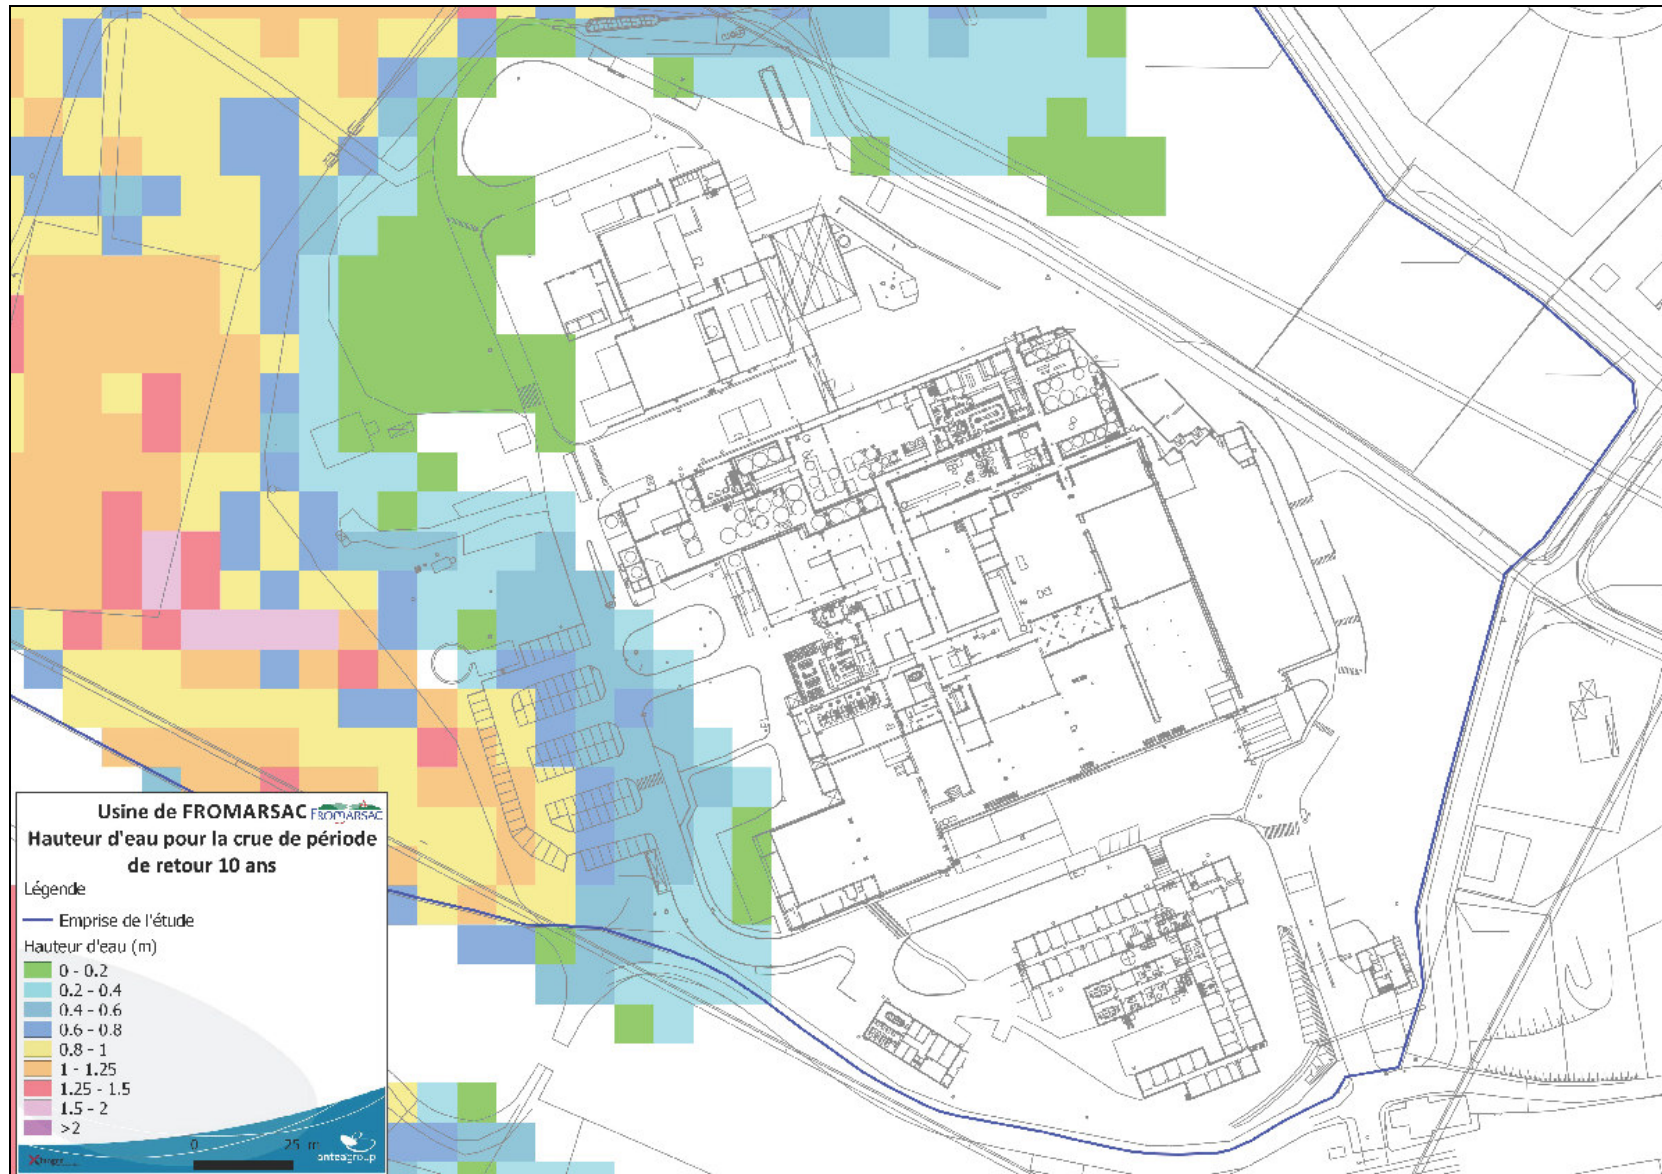 Usine de FROMARSAC FROMARSAC
Hauteur d'eau pour la crue de période
de retour 10 ans
Légende
Emprise de l'étude
Hauteur d'eau (m)
0 - 0.2
0.2 - 0.4
0.4 - 0.6
0.6 - 0.8
0.8 - 1
1 - 1.25
1.25 - 1.5
1.5 - 2
>2
0 25 m
anteagroup